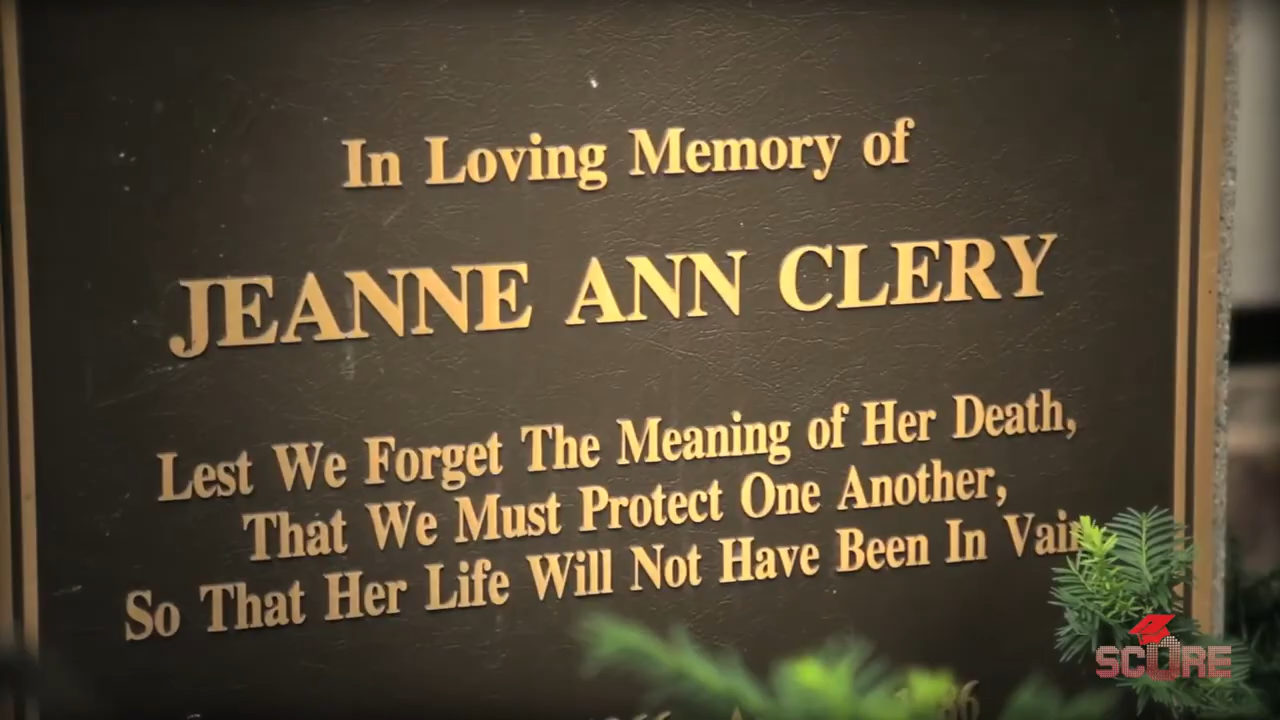 In Loving Memory of
JEANNE ANN CLERY
Lest We Forget The Meaning of Her Death,
That We Must Protect One Another,
So That Her Life Will Not Have Been In Vain
SCURE